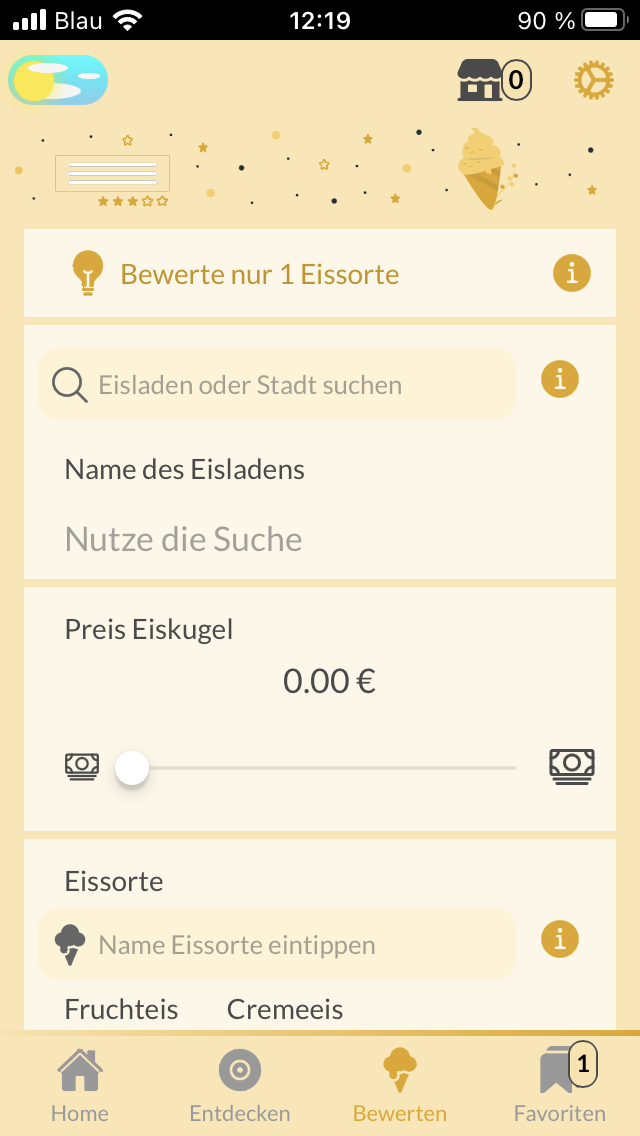 Blau 12:19 90 %
0
Bewerte nur 1 Eissorte
Eisladen oder Stadt suchen
Name des Eisladens
Nutze die Suche
Preis Eiskugel
0.00 €
Eissorte
Name Eissorte eintippen
Fruchteis Cremeeis
1
Home Entdecken Bewerten Favoriten